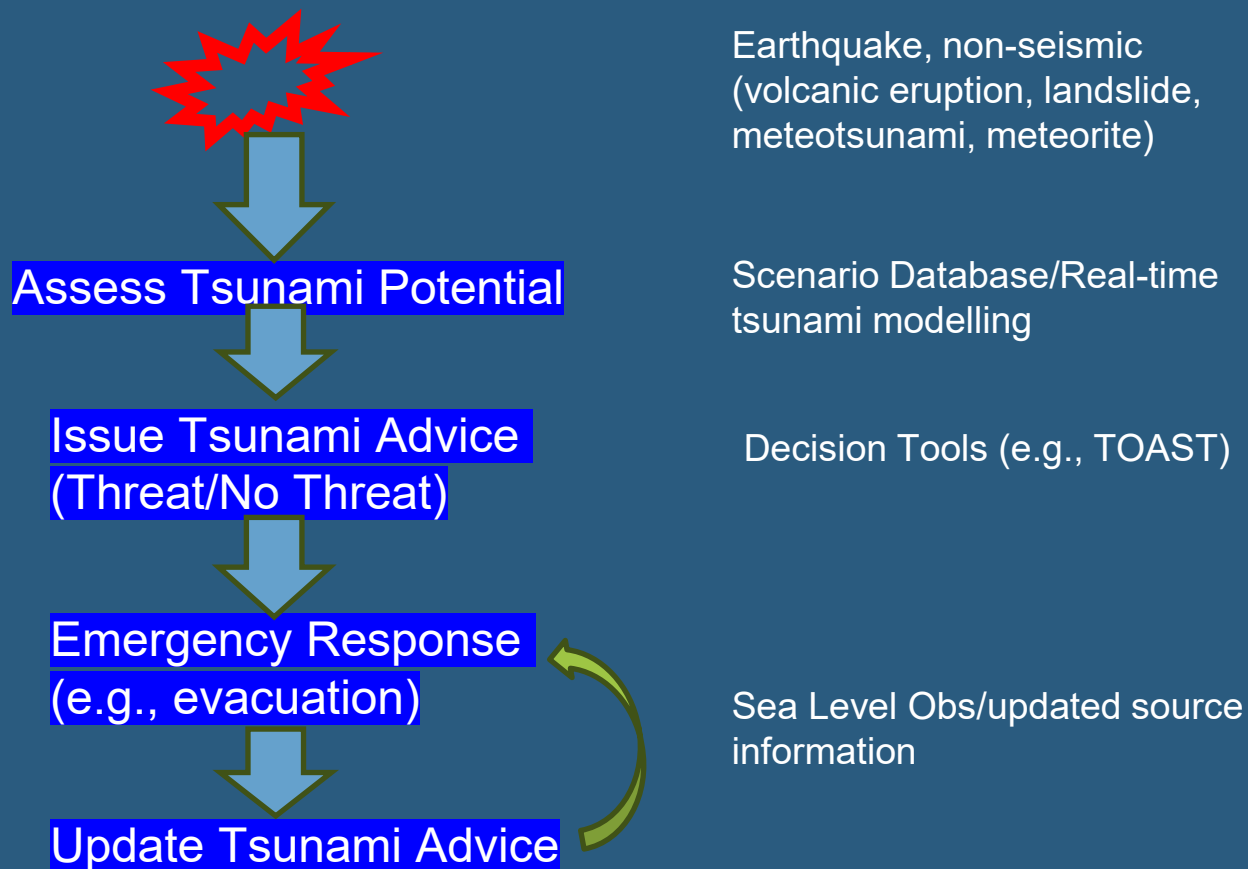 Earthquake, non-seismic
(volcanic eruption, landslide,
meteotsunami, meteorite)
Assess Tsunami Potential
Scenario Database/Real-time
tsunami modelling
Issue Tsunami Advice
(Threat/No Threat)
Decision Tools (e.g., TOAST)
Emergency Response
(e.g., evacuation)
Sea Level Obs/updated source
information
Update Tsunami Advice